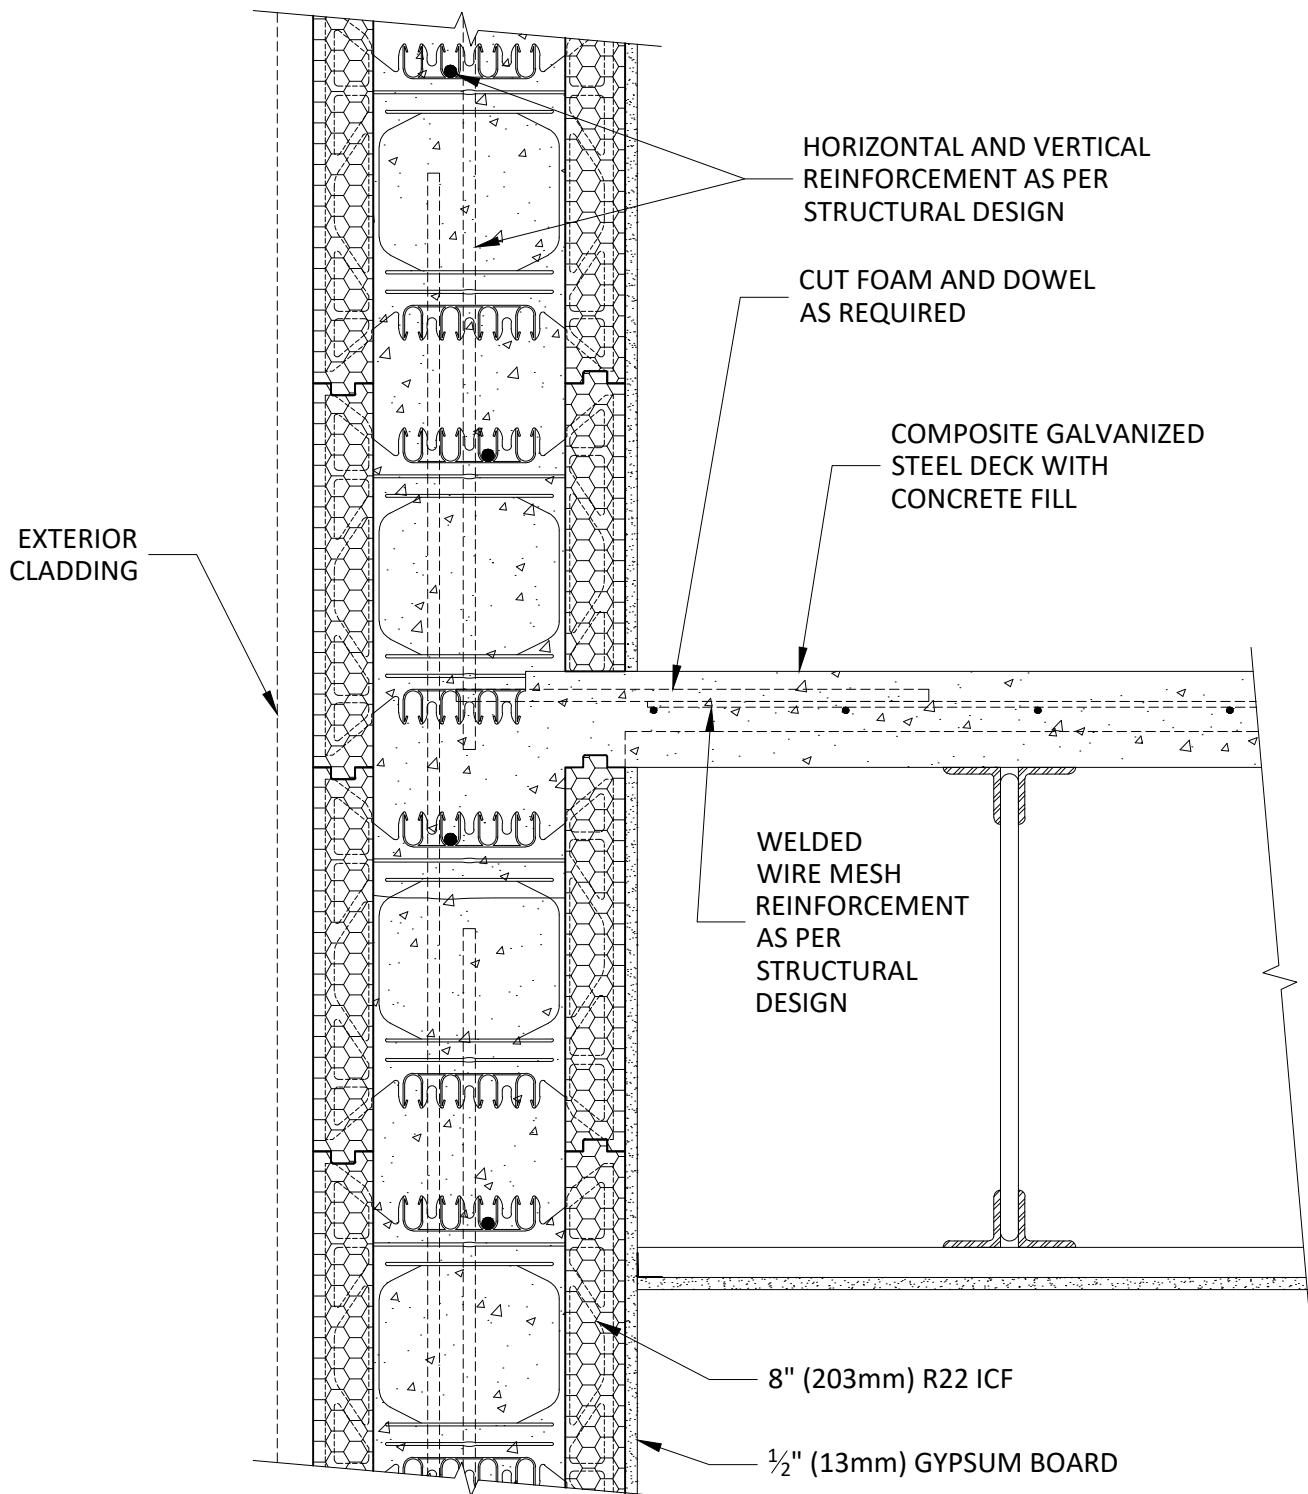 HORIZONTAL AND VERTICAL
REINFORCEMENT AS PER
STRUCTURAL DESIGN
CUT FOAM AND DOWEL
AS REQUIRED
COMPOSITE GALVANIZED
STEEL DECK WITH
CONCRETE FILL
EXTERIOR
CLADDING
WELDED
WIRE MESH
REINFORCEMENT
AS PER
STRUCTURAL
DESIGN
8" (203mm) R22 ICF
½" (13mm) GYPSUM BOARD